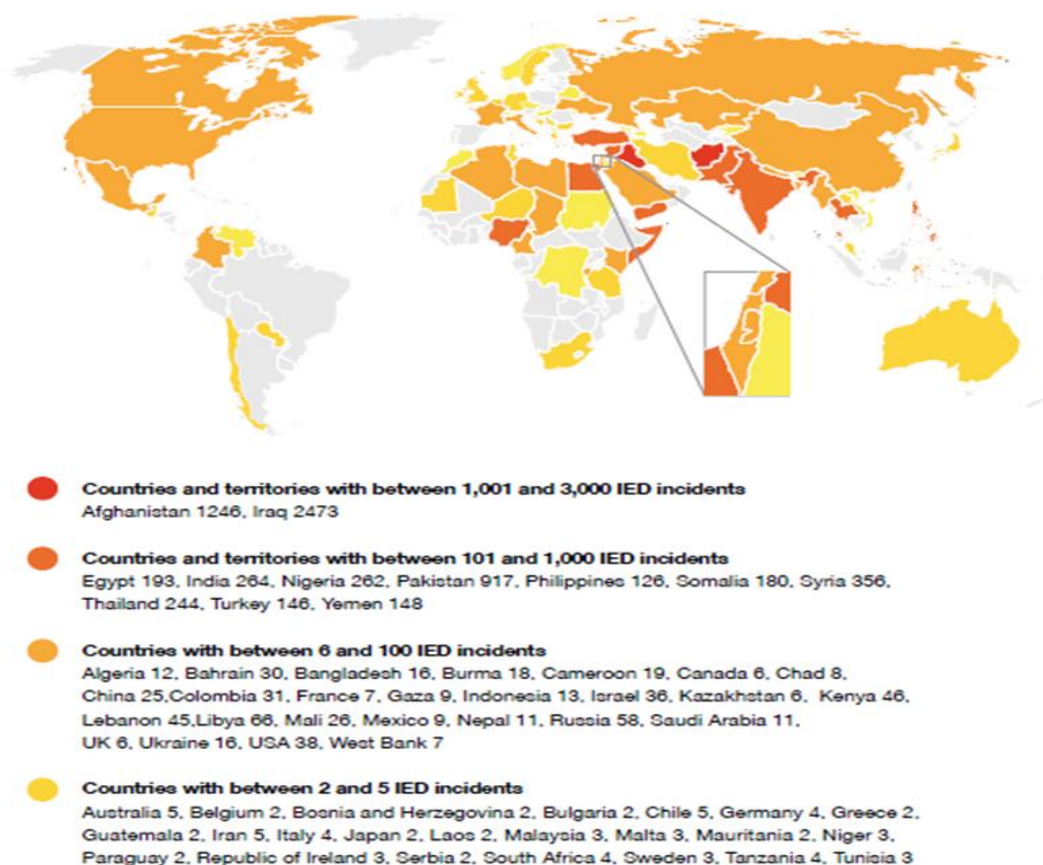 Countries and territories with between 1,001 and 3,000 IED incidents
Afghanistan 1246, Iraq 2473
Countries and territories with between 101 and 1,000 IED incidents
Egypt 193, India 264, Nigeria 262, Pakistan 917, Philippines 126, Somalia 180, Syria 356,
Thailand 244, Turkey 146, Yemen 148
Countries with between 6 and 100 IED incidents
Algeria 12, Bahrain 30, Bangladesh 16, Burma 18, Cameroon 19, Canada 6, Chad 8,
China 25,Colombia 31, France 7, Gaza 9, Indonesia 13, Israel 36, Kazakhstan 6, Kenya 46,
Lebanon 45,Libya 66, Mali 26, Mexico 9, Nepal 11, Russia 58, Saudi Arabia 11,
UK 6, Ukraine 16, USA 38, West Bank 7
Countries with between 2 and 5 IED incidents
Australia 5, Belgium 2, Bosnia and Herzegovina 2, Bulgaria 2, Chile 5, Germany 4, Greece 2,
Guatemala 2, Iran 5, Italy 4, Japan 2, Laos 2, Malaysia 3, Malta 3, Mauritania 2, Niger 3,
Paraguay 2, Republic of Ireland 3, Serbia 2, South Africa 4, Sweden 3, Tanzania 4, Tunisia 3